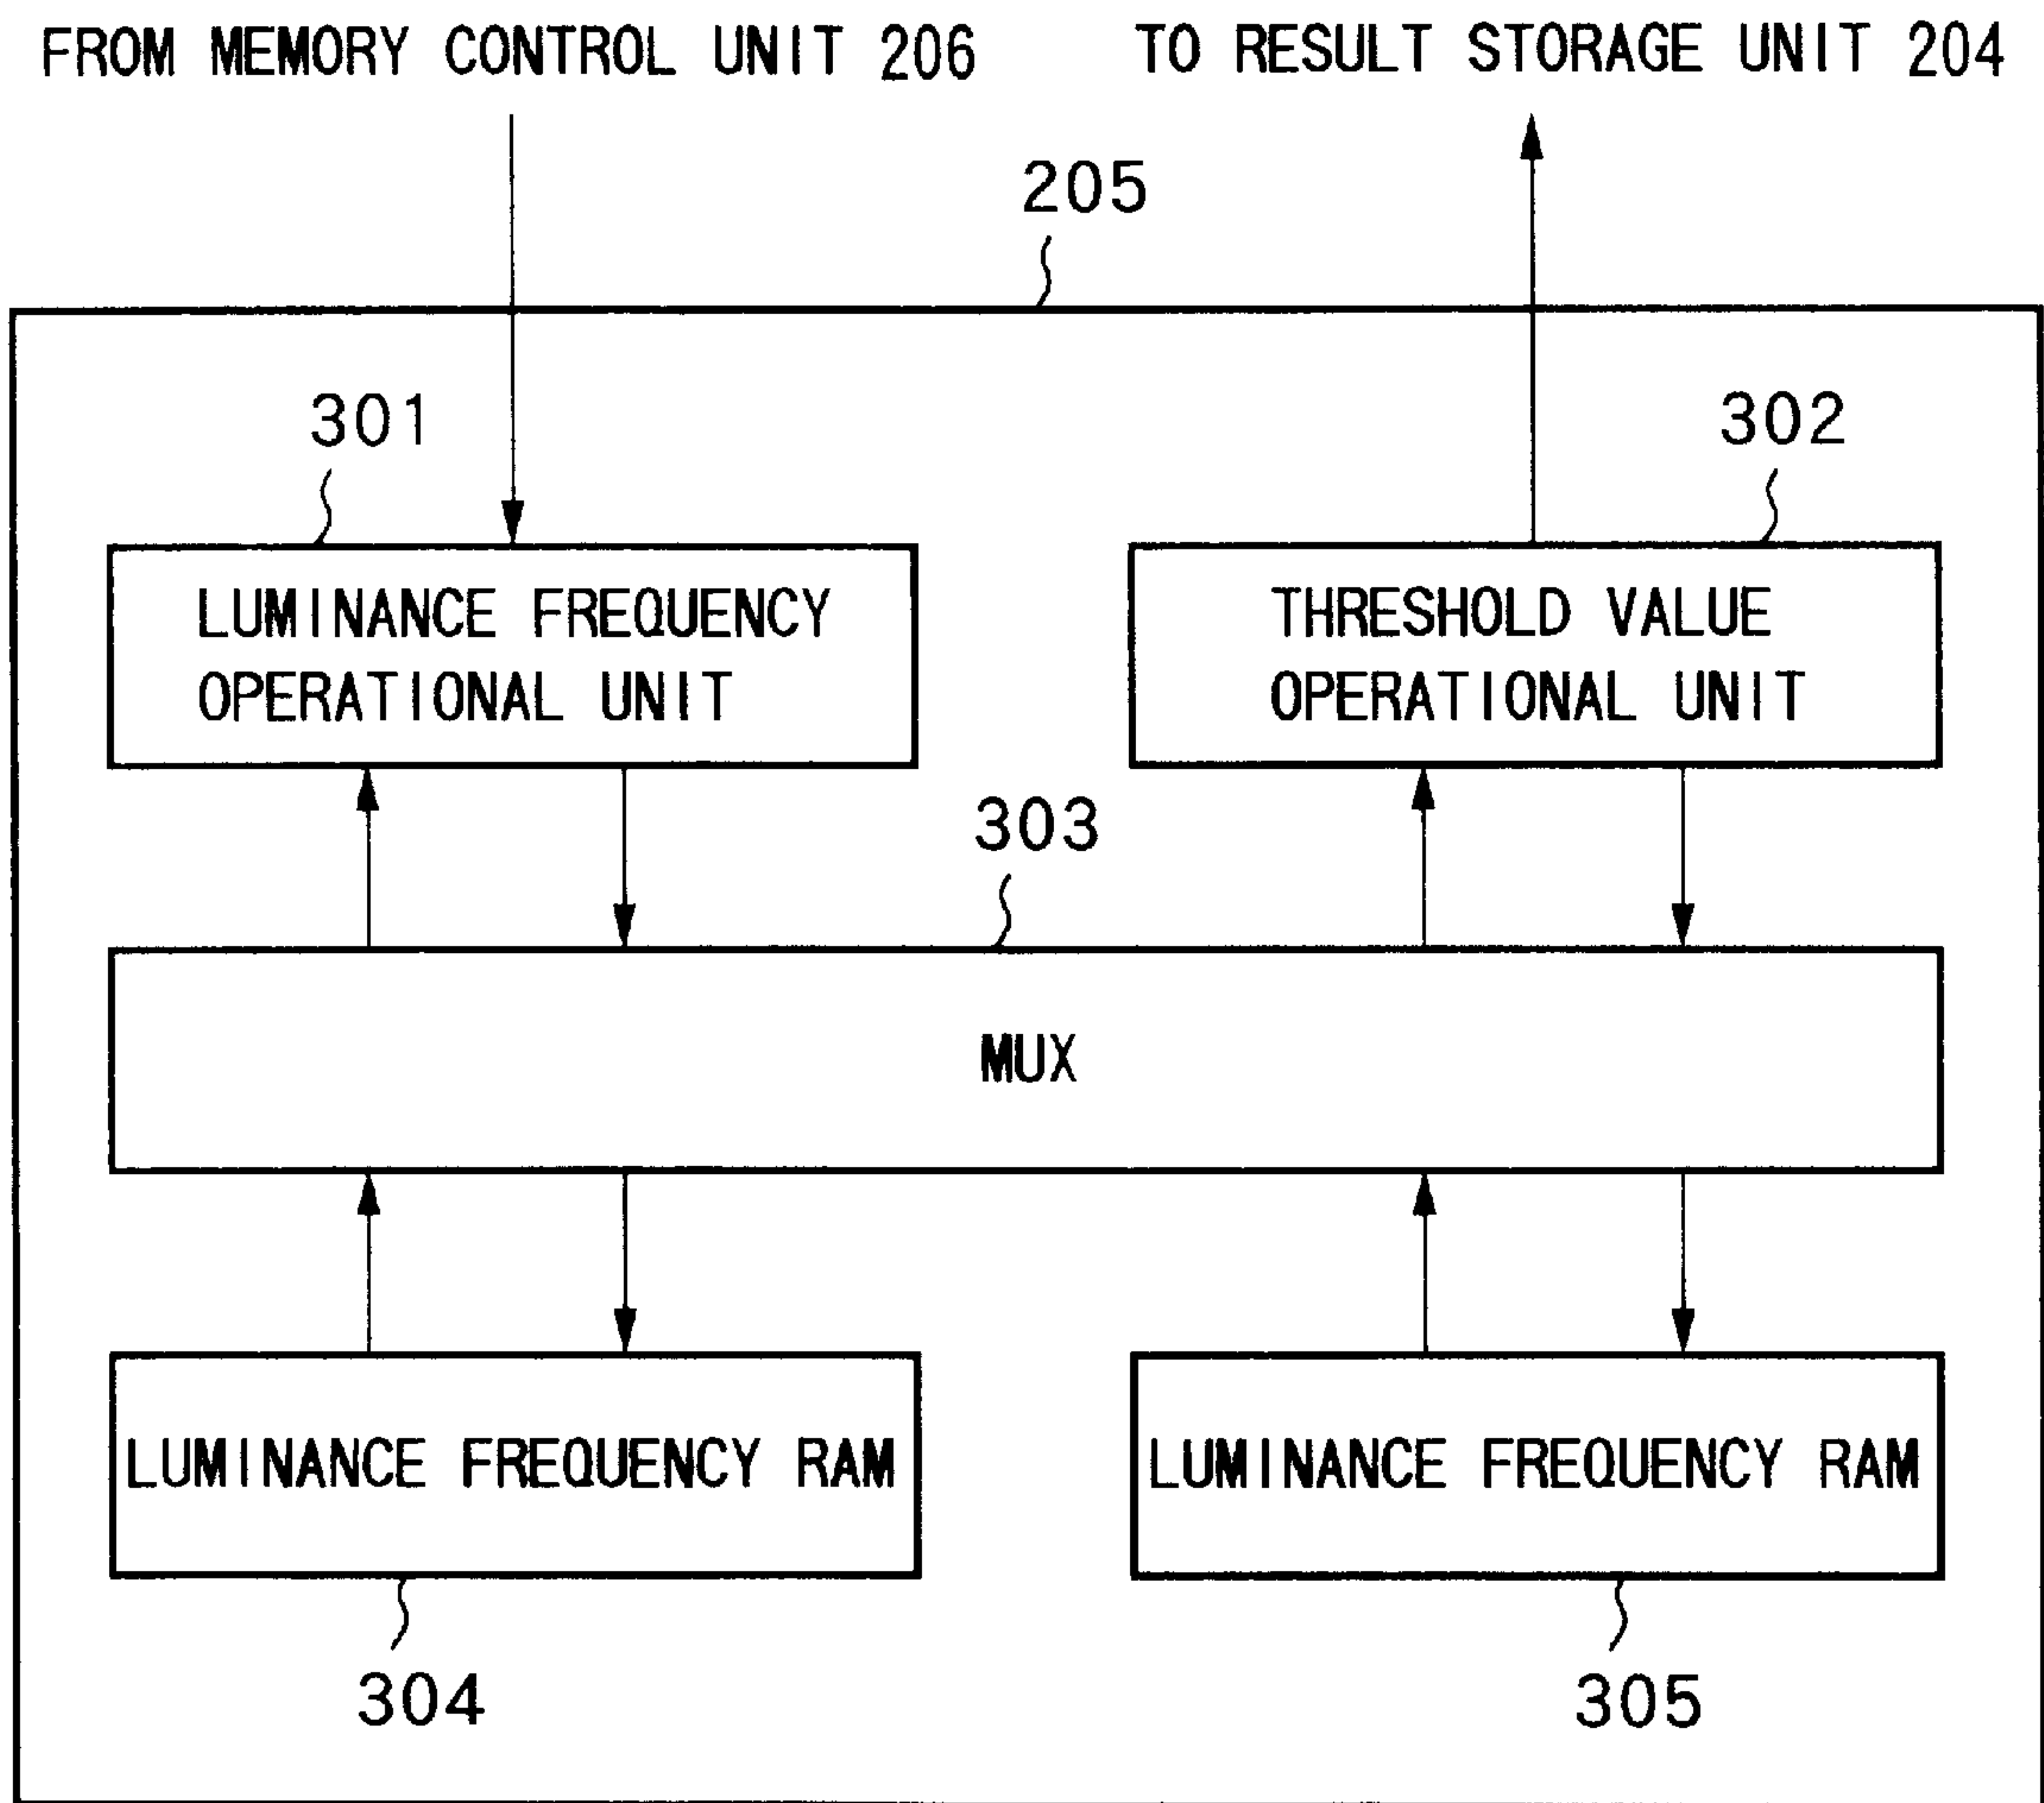 FROM MEMORY CONTROL UNIT 206
TO RESULT STORAGE UNIT 204
205
301
302
LUMINANCE FREQUENCY
OPERATIONAL UNIT
THRESHOLD VALUE
OPERATIONAL UNIT
303
MUX
LUMINANCE FREQUENCY RAM
LUMINANCE FREQUENCY RAM
304
305